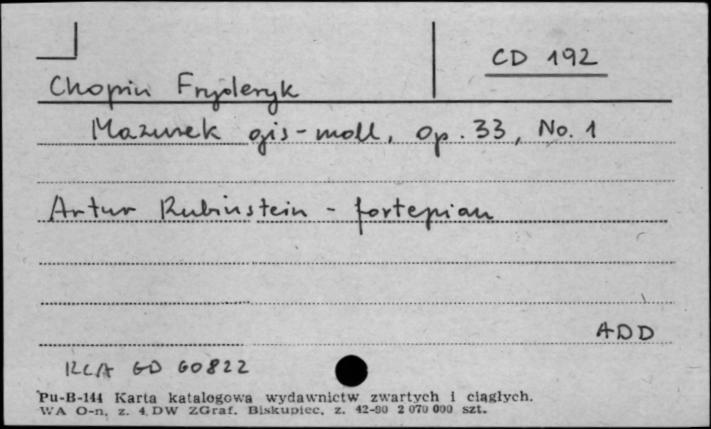 CD 192
Chopin Fryderyk
Mazurek gis-moll, Op. 33, No. 1
Artur Rubinstein - fortepian
ADD
RCA GD 60822
Pu-B-144 Karta katalogowa wydawnictw zwartych i ciągłych.
WA O-n. z. 4 DW ZGraf. Biskupiec, z. 42-80 2 070 000 szt.